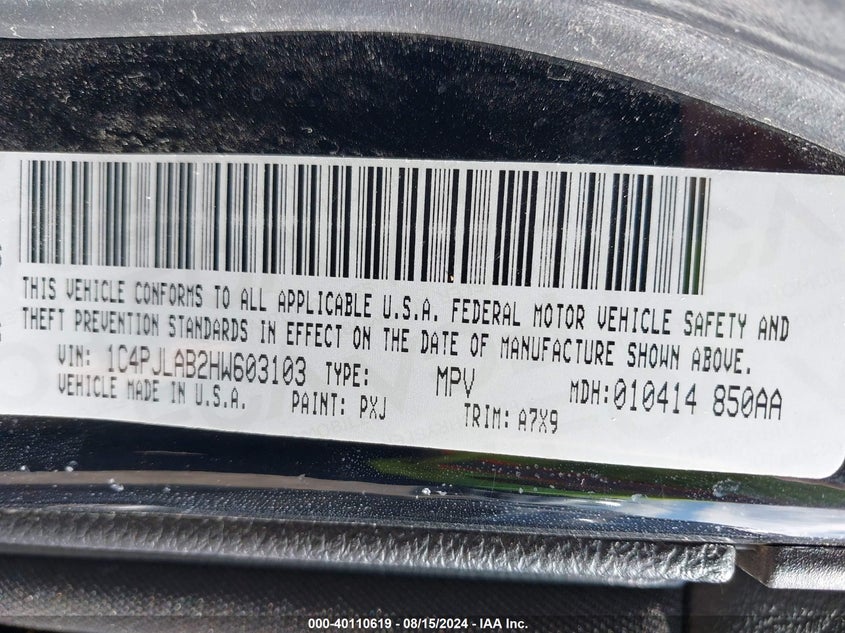 THIS VEHICLE CONFORMS TO ALL APPLICABLE U.S.A. FEDERAL MOTOR VEHICLE SAFETY AND
THEFT PREVENTION STANDARDS IN EFFECT ON THE DATE OF MANUFACTURE SHOWN ABOVE.
VIN: 1C4PJLAB2HW603103 TYPE: MPV MDH:010414 850AA
VEHICLE MADE IN U.S.A. PAINT: PXJ TRIM: A7X9
000-40110619 - 08/15/2024 - IAA Inc.